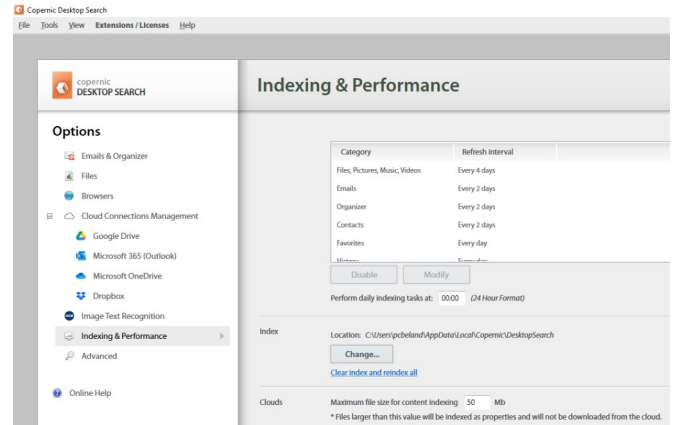 Copernic Desktop Search
File Tools View Extensions / Licenses Help
copernic
DESKTOP SEARCH
Indexing & Performance
Options
Emails & Organizer
Files
Browsers
Cloud Connections Management
Google Drive
Microsoft 365 (Outlook)
Microsoft OneDrive
Dropbox
Image Text Recognition
Indexing & Performance
Advanced
Online Help
Category Refresh Interval
Files, Pictures, Music, Videos Every 4 days
Emails Every 2 days
Organizer Every 2 days
Contacts Every 2 days
Favorites Every day
Disable Modify
Perform daily indexing tasks at: 00:00 (24 Hour Format)
Index Location: C:\Users\pcbeland\AppData\Local\Copernic\DesktopSearch
Change...
Clear index and reindex all
Clouds Maximum file size for content indexing 50 Mb
* Files larger than this value will be indexed as properties and will not be downloaded from the cloud.